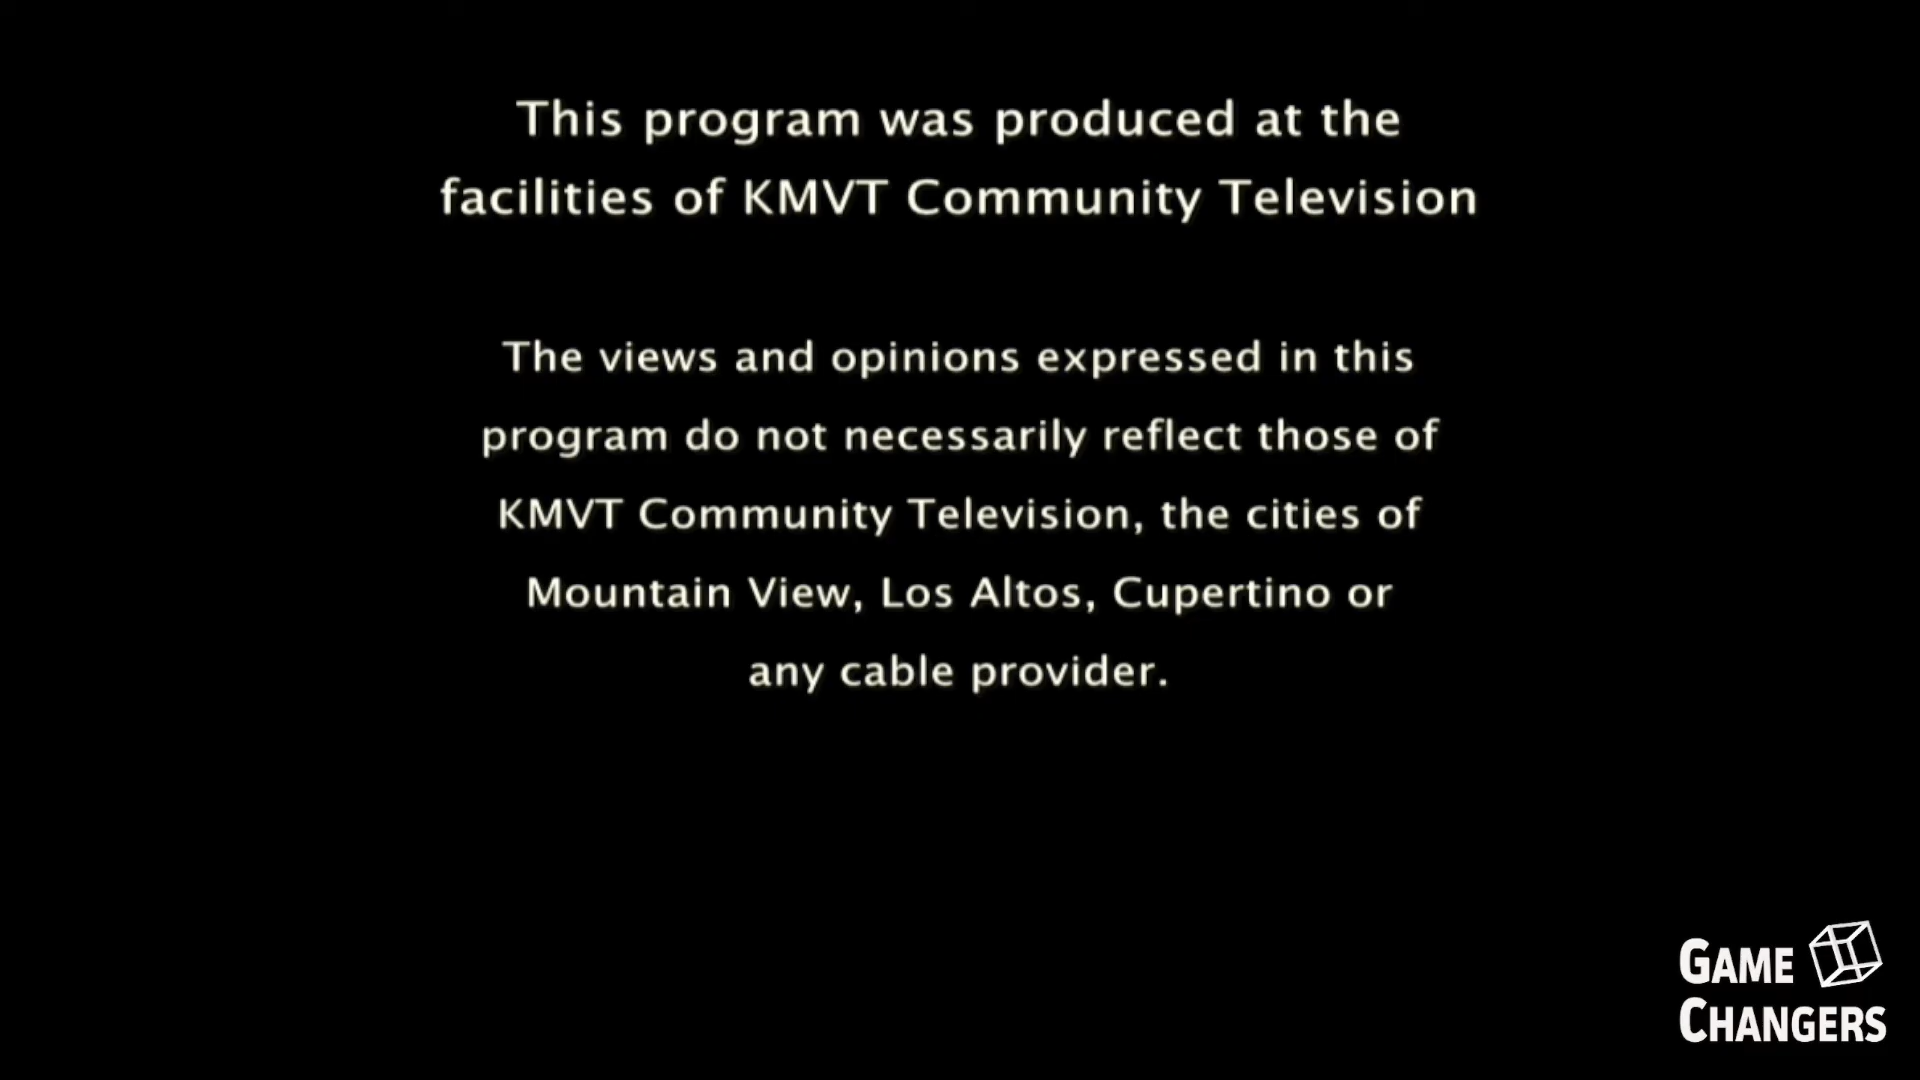 This program was produced at the
facilities of KMVT Community Television
The views and opinions expressed in this
program do not necessarily reflect those of
KMVT Community Television, the cities of
Mountain View, Los Altos, Cupertino or
any cable provider.
GAME
CHANGERS